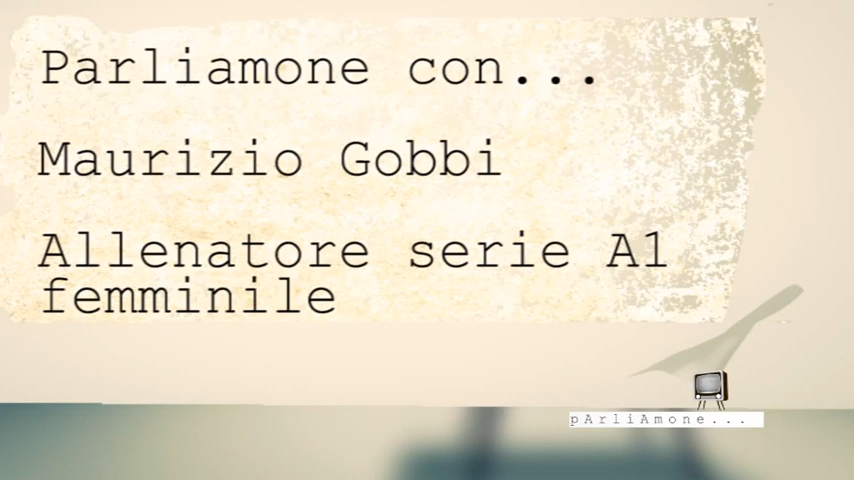 Parliamone con...
Maurizio Gobbi
Allenatore serie A1
femminile
pArliAmone...